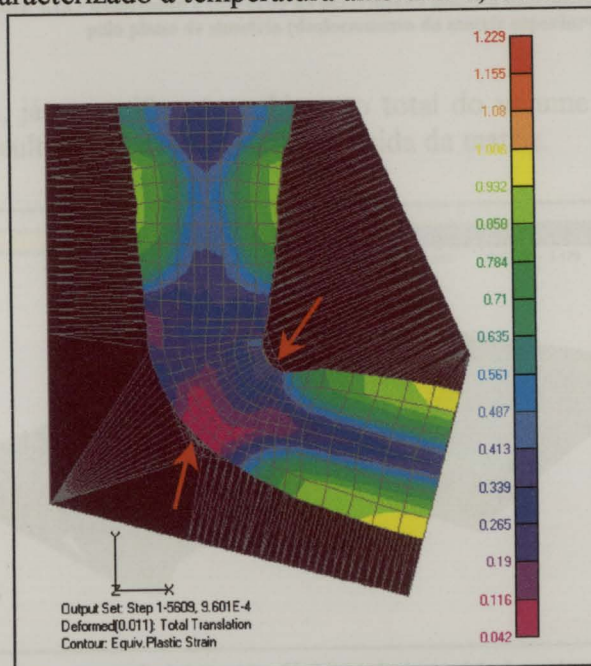 caracterizado a temperatura
1.229
1.155
1.08
1.006
0.932
0.858
0.784
0.71
0.635
0.561
0.487
0.413
0.339
0.265
0.19
0.116
0.042
Y
Z X
Output Set: Step 1-5609, 9.601E-4
Deformed(0.011): Total Translation
Contour: Equiv.Plastic Strain